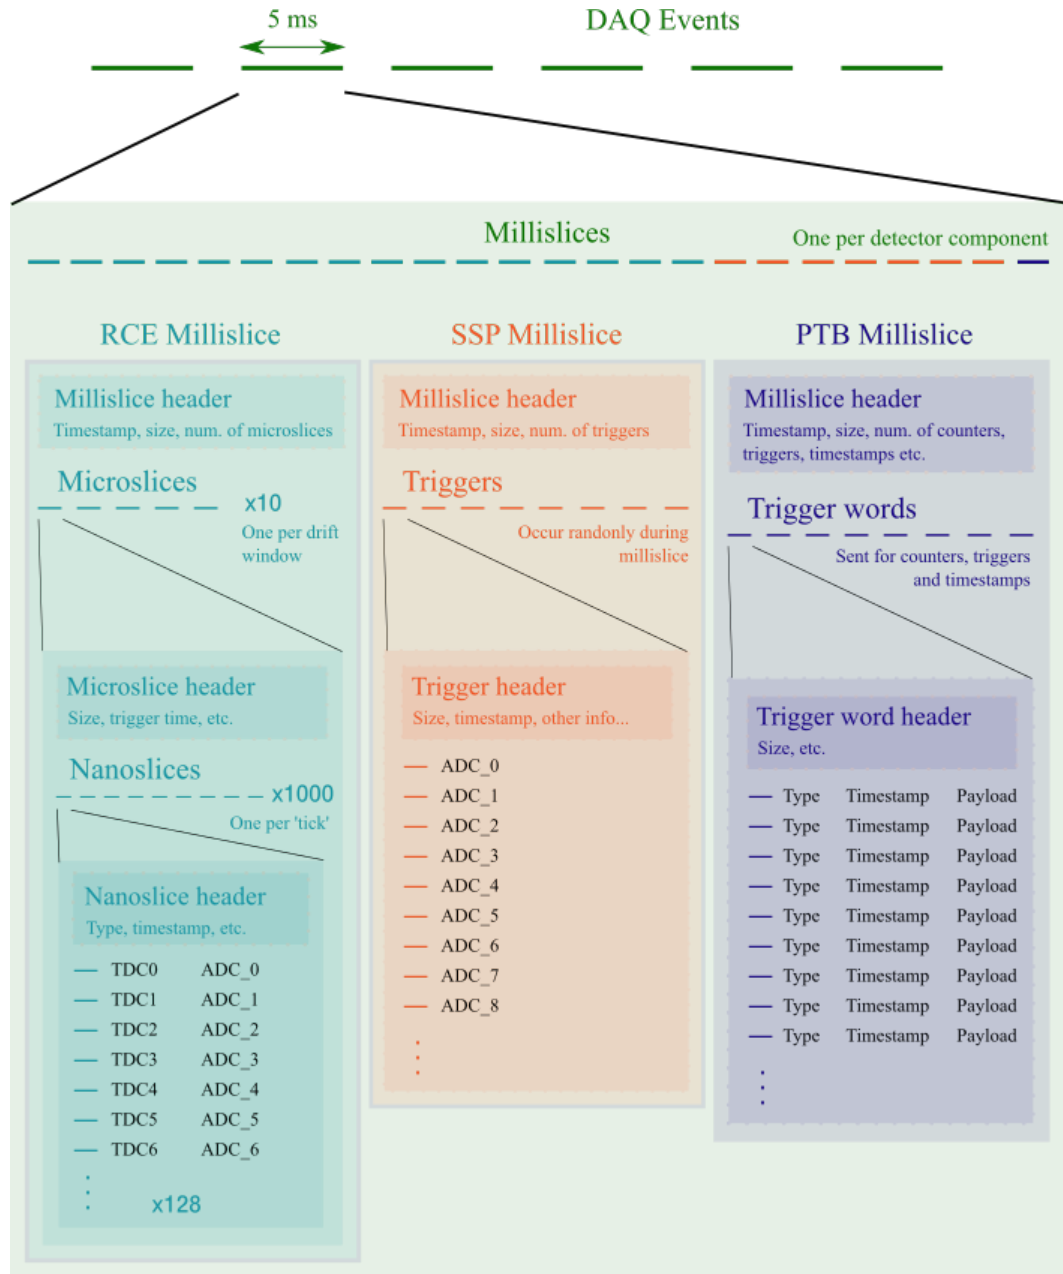 5 ms
DAQ Events
Millislices
One per detector component
RCE Millislice
Millislice header
Timestamp, size, num. of microslices
Microslices
x10
One per drift
window
Microslice header
Size, trigger time, etc.
Nanoslices
x1000
One per 'tick'
Nanoslice header
Type, timestamp, etc.
TDC0 ADC_0
TDC1 ADC_1
TDC2 ADC_2
TDC3 ADC_3
TDC4 ADC_4
TDC5 ADC_5
TDC6 ADC_6
x128
SSP Millislice
Millislice header
Timestamp, size, num. of triggers
Triggers
Occur randonly during
millislice
Trigger header
Size, timestamp, other info...
ADC_0
ADC_1
ADC_2
ADC_3
ADC_4
ADC_5
ADC_6
ADC_7
ADC_8
PTB Millislice
Millislice header
Timestamp, size, num. of counters,
triggers, timestamps etc.
Trigger words
Sent for counters, triggers
and timestamps
Trigger word header
Size, etc.
Type Timestamp Payload
Type Timestamp Payload
Type Timestamp Payload
Type Timestamp Payload
Type Timestamp Payload
Type Timestamp Payload
Type Timestamp Payload
Type Timestamp Payload
Type Timestamp Payload